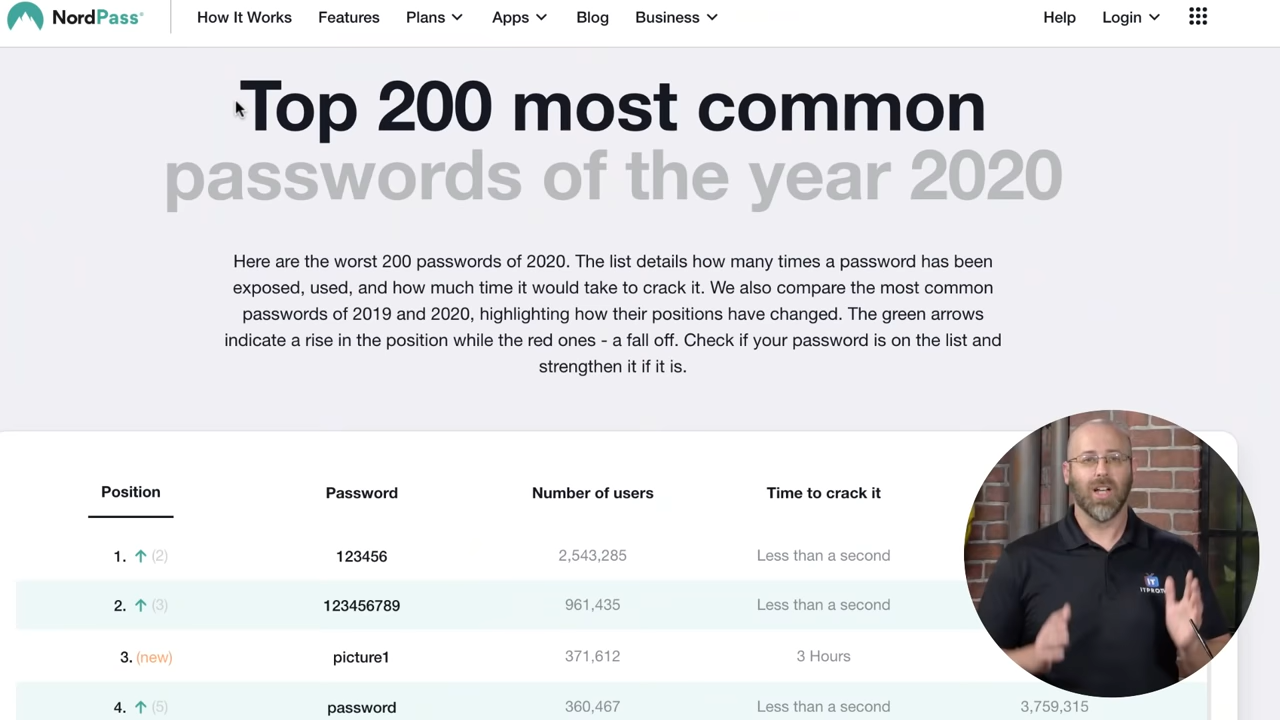 NordPass®
How It Works
Features
Plans
Apps
Blog
Business
Help
Login
Top 200 most common
passwords of the year 2020
Here are the worst 200 passwords of 2020. The list details how many times a password has been
exposed, used, and how much time it would take to crack it. We also compare the most common
passwords of 2019 and 2020, highlighting how their positions have changed. The green arrows
indicate a rise in the position while the red ones - a fall off. Check if your password is on the list and
strengthen it if it is.
Position Password Number of users Time to crack it
1. ↑ (2) 123456 2,543,285 Less than a second
2. ↑ (3) 123456789 961,435 Less than a second
3. (new) picture1 371,612 3 Hours
4. ↑ (5) password 360,467 Less than a second 3,759,315